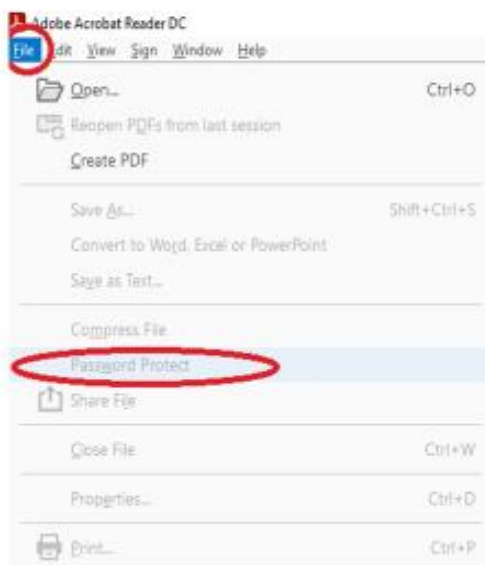 Adobe Acrobat Reader DC
File Edit View Sign Window Help
Open... Ctrl+O
Reopen PDFs from last session
Create PDF
Save As... Shift+Ctrl+S
Convert to Word, Excel or PowerPoint
Save as Text...
Compress File
Password Protect
Share File
Close File Ctrl+W
Properties... Ctrl+D
Print... Ctrl+P